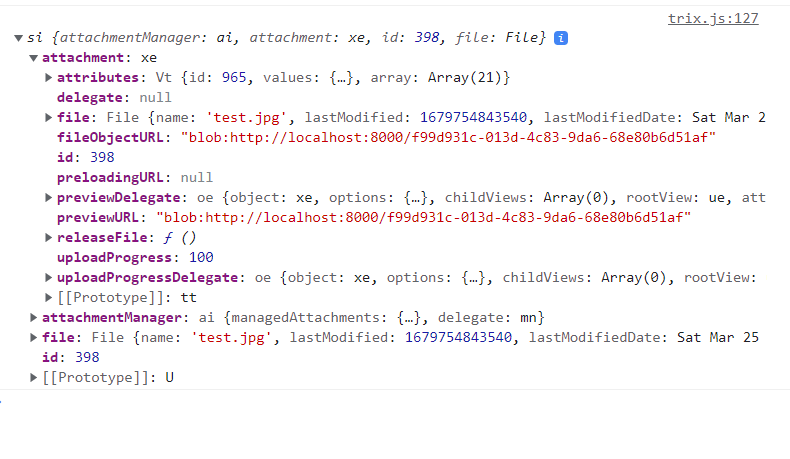 trix.js:127
▼si {attachmentManager: ai, attachment: xe, id: 398, file: File} i
▼attachment: xe
▶attributes: Vt {id: 965, values: {…}, array: Array(21)}
delegate: null
▶file: File {name: 'test.jpg', lastModified: 1679754843540, lastModifiedDate: Sat Mar 2
fileObjectURL: "blob:http://localhost:8000/f99d931c-013d-4c83-9da6-68e80b6d51af"
id: 398
preloadingURL: null
▶previewDelegate: oe {object: xe, options: {…}, childViews: Array(0), rootView: ue, att
previewURL: "blob:http://localhost:8000/f99d931c-013d-4c83-9da6-68e80b6d51af"
▶releaseFile: ƒ ()
uploadProgress: 100
▶uploadProgressDelegate: oe {object: xe, options: {…}, childViews: Array(0), rootView:
▶[[Prototype]]: tt
▶attachmentManager: ai {managedAttachments: {…}, delegate: mn}
▶file: File {name: 'test.jpg', lastModified: 1679754843540, lastModifiedDate: Sat Mar 25
id: 398
▶[[Prototype]]: U